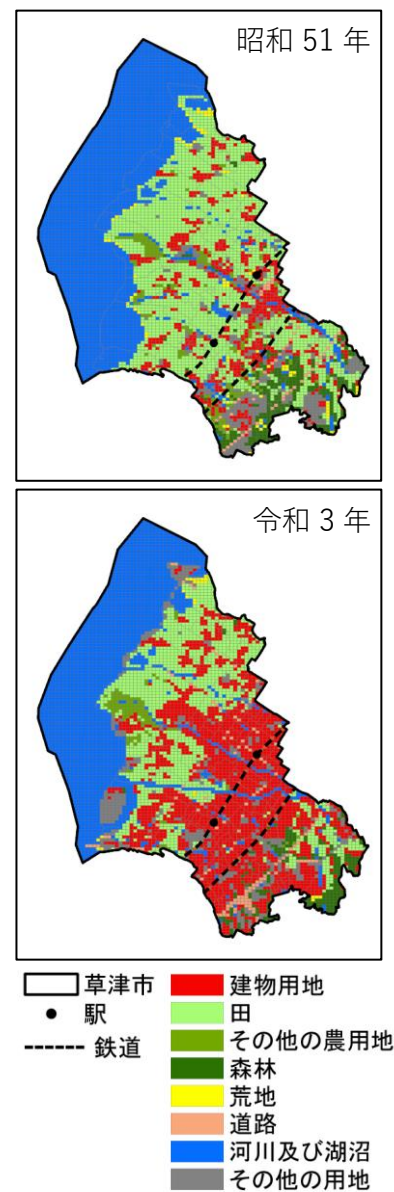 昭和 51 年
令和 3 年
草津市
駅
鉄道
建物用地
田
その他の農用地
森林
荒地
道路
河川及び湖沼
その他の用地